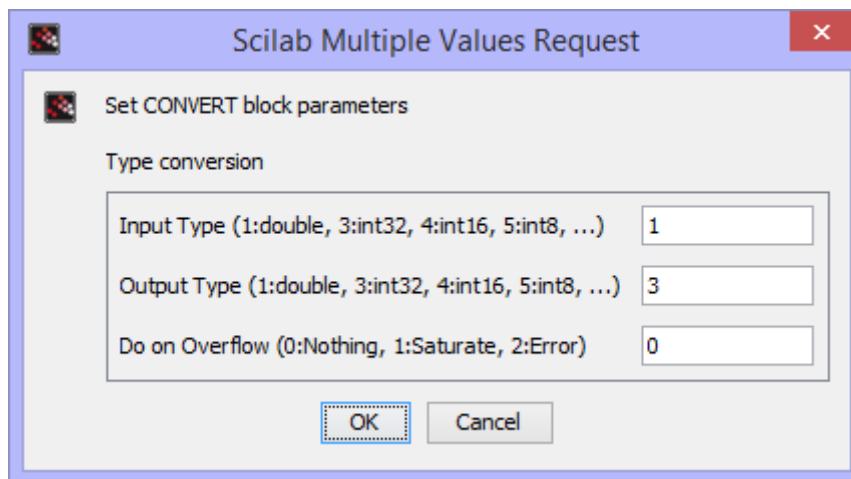 Scilab Multiple Values Request
Set CONVERT block parameters
Type conversion
Input Type (1:double, 3:int32, 4:int16, 5:int8, ...) 1
Output Type (1:double, 3:int32, 4:int16, 5:int8, ...) 3
Do on Overflow (0:Nothing, 1:Saturate, 2:Error) 0
OK Cancel